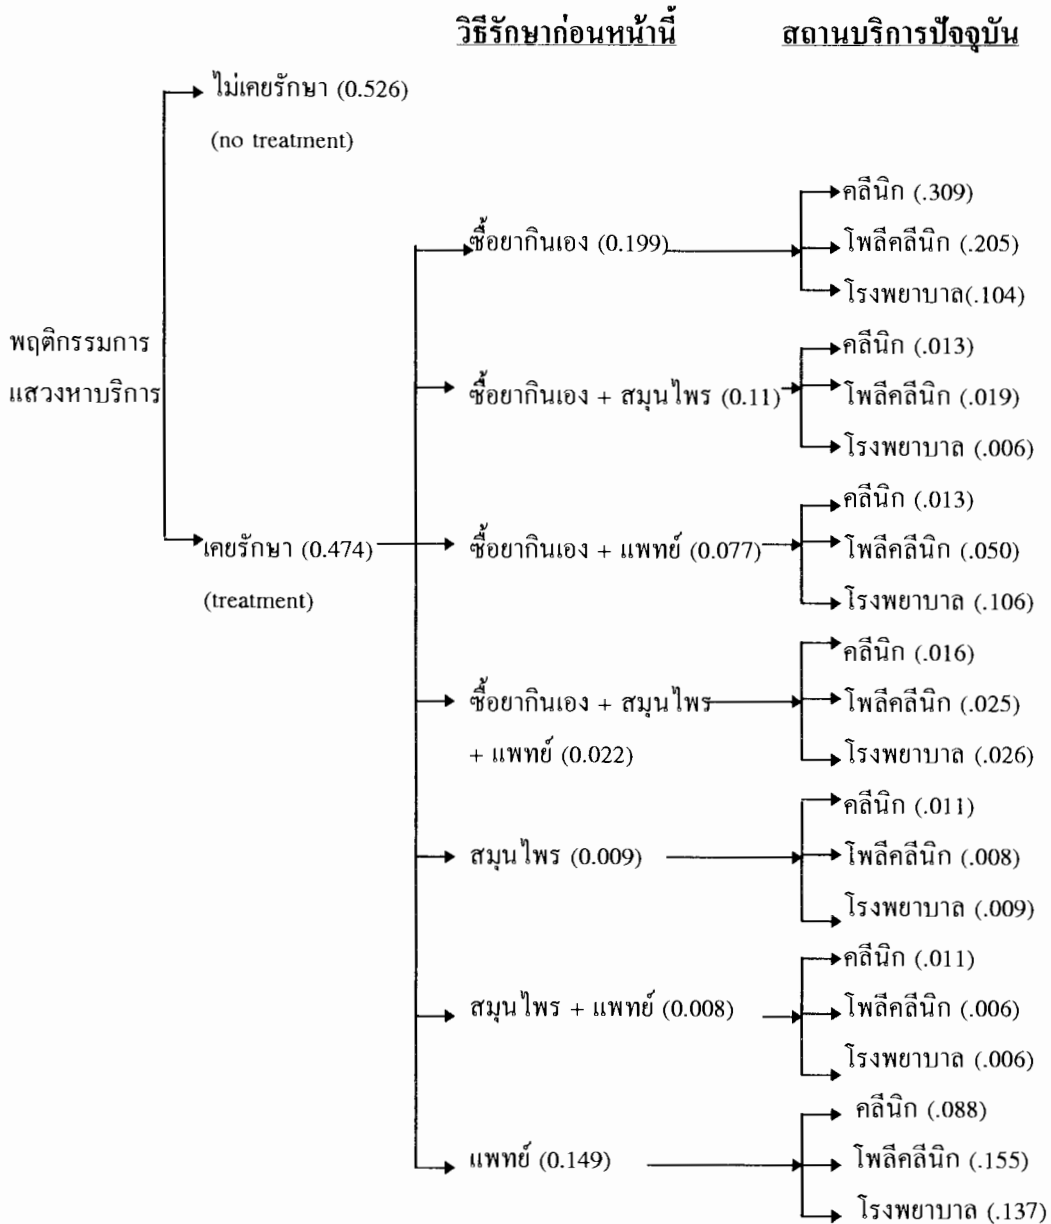 วิธีรักษาก่อนหน้านี้ สถานบริการปัจจุบัน
ไม่เคยรักษา (0.526)
(no treatment)
คลีนิก (.309)
ซื้อยากินเอง (0.199)
โพลีคลีนิก (.205)
โรงพยาบาล(.104)
พฤติกรรมการ
แสวงหาบริการ
คลีนิก (.013)
ซื้อยากินเอง + สมุนไพร (0.11)
โพลีคลีนิก (.019)
โรงพยาบาล (.006)
คลีนิก (.013)
เคยรักษา (0.474)
(treatment)
ซื้อยากินเอง + แพทย์ (0.077)
โพลีคลีนิก (.050)
โรงพยาบาล (.106)
คลีนิก (.016)
ซื้อยากินเอง + สมุนไพร
+ แพทย์ (0.022)
โพลีคลีนิก (.025)
โรงพยาบาล (.026)
คลีนิก (.011)
สมุนไพร (0.009)
โพลีคลีนิก (.008)
โรงพยาบาล (.009)
คลีนิก (.011)
สมุนไพร + แพทย์ (0.008)
โพลีคลีนิก (.006)
โรงพยาบาล (.006)
คลีนิก (.088)
แพทย์ (0.149)
โพลีคลีนิก (.155)
โรงพยาบาล (.137)